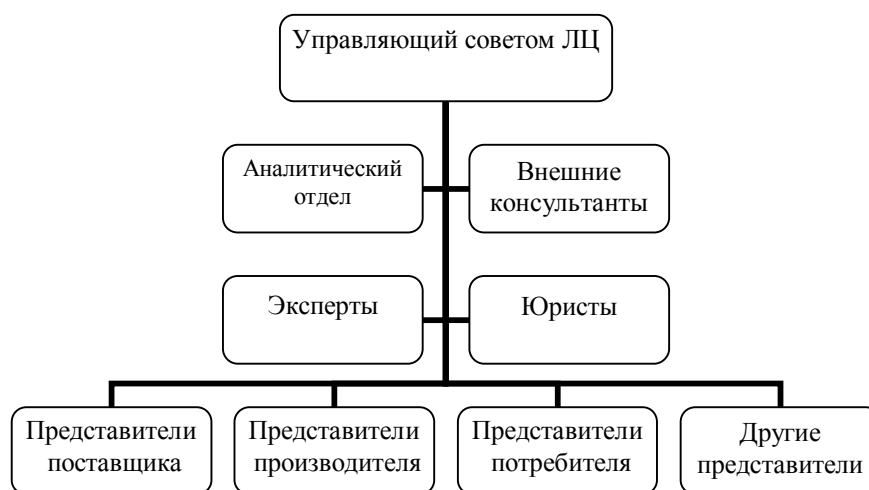 Управляющий советом ЛЦ
Аналитический
отдел
Внешние
консультанты
Эксперты
Юристы
Представители
поставщика
Представители
производителя
Представители
потребителя
Другие
представители